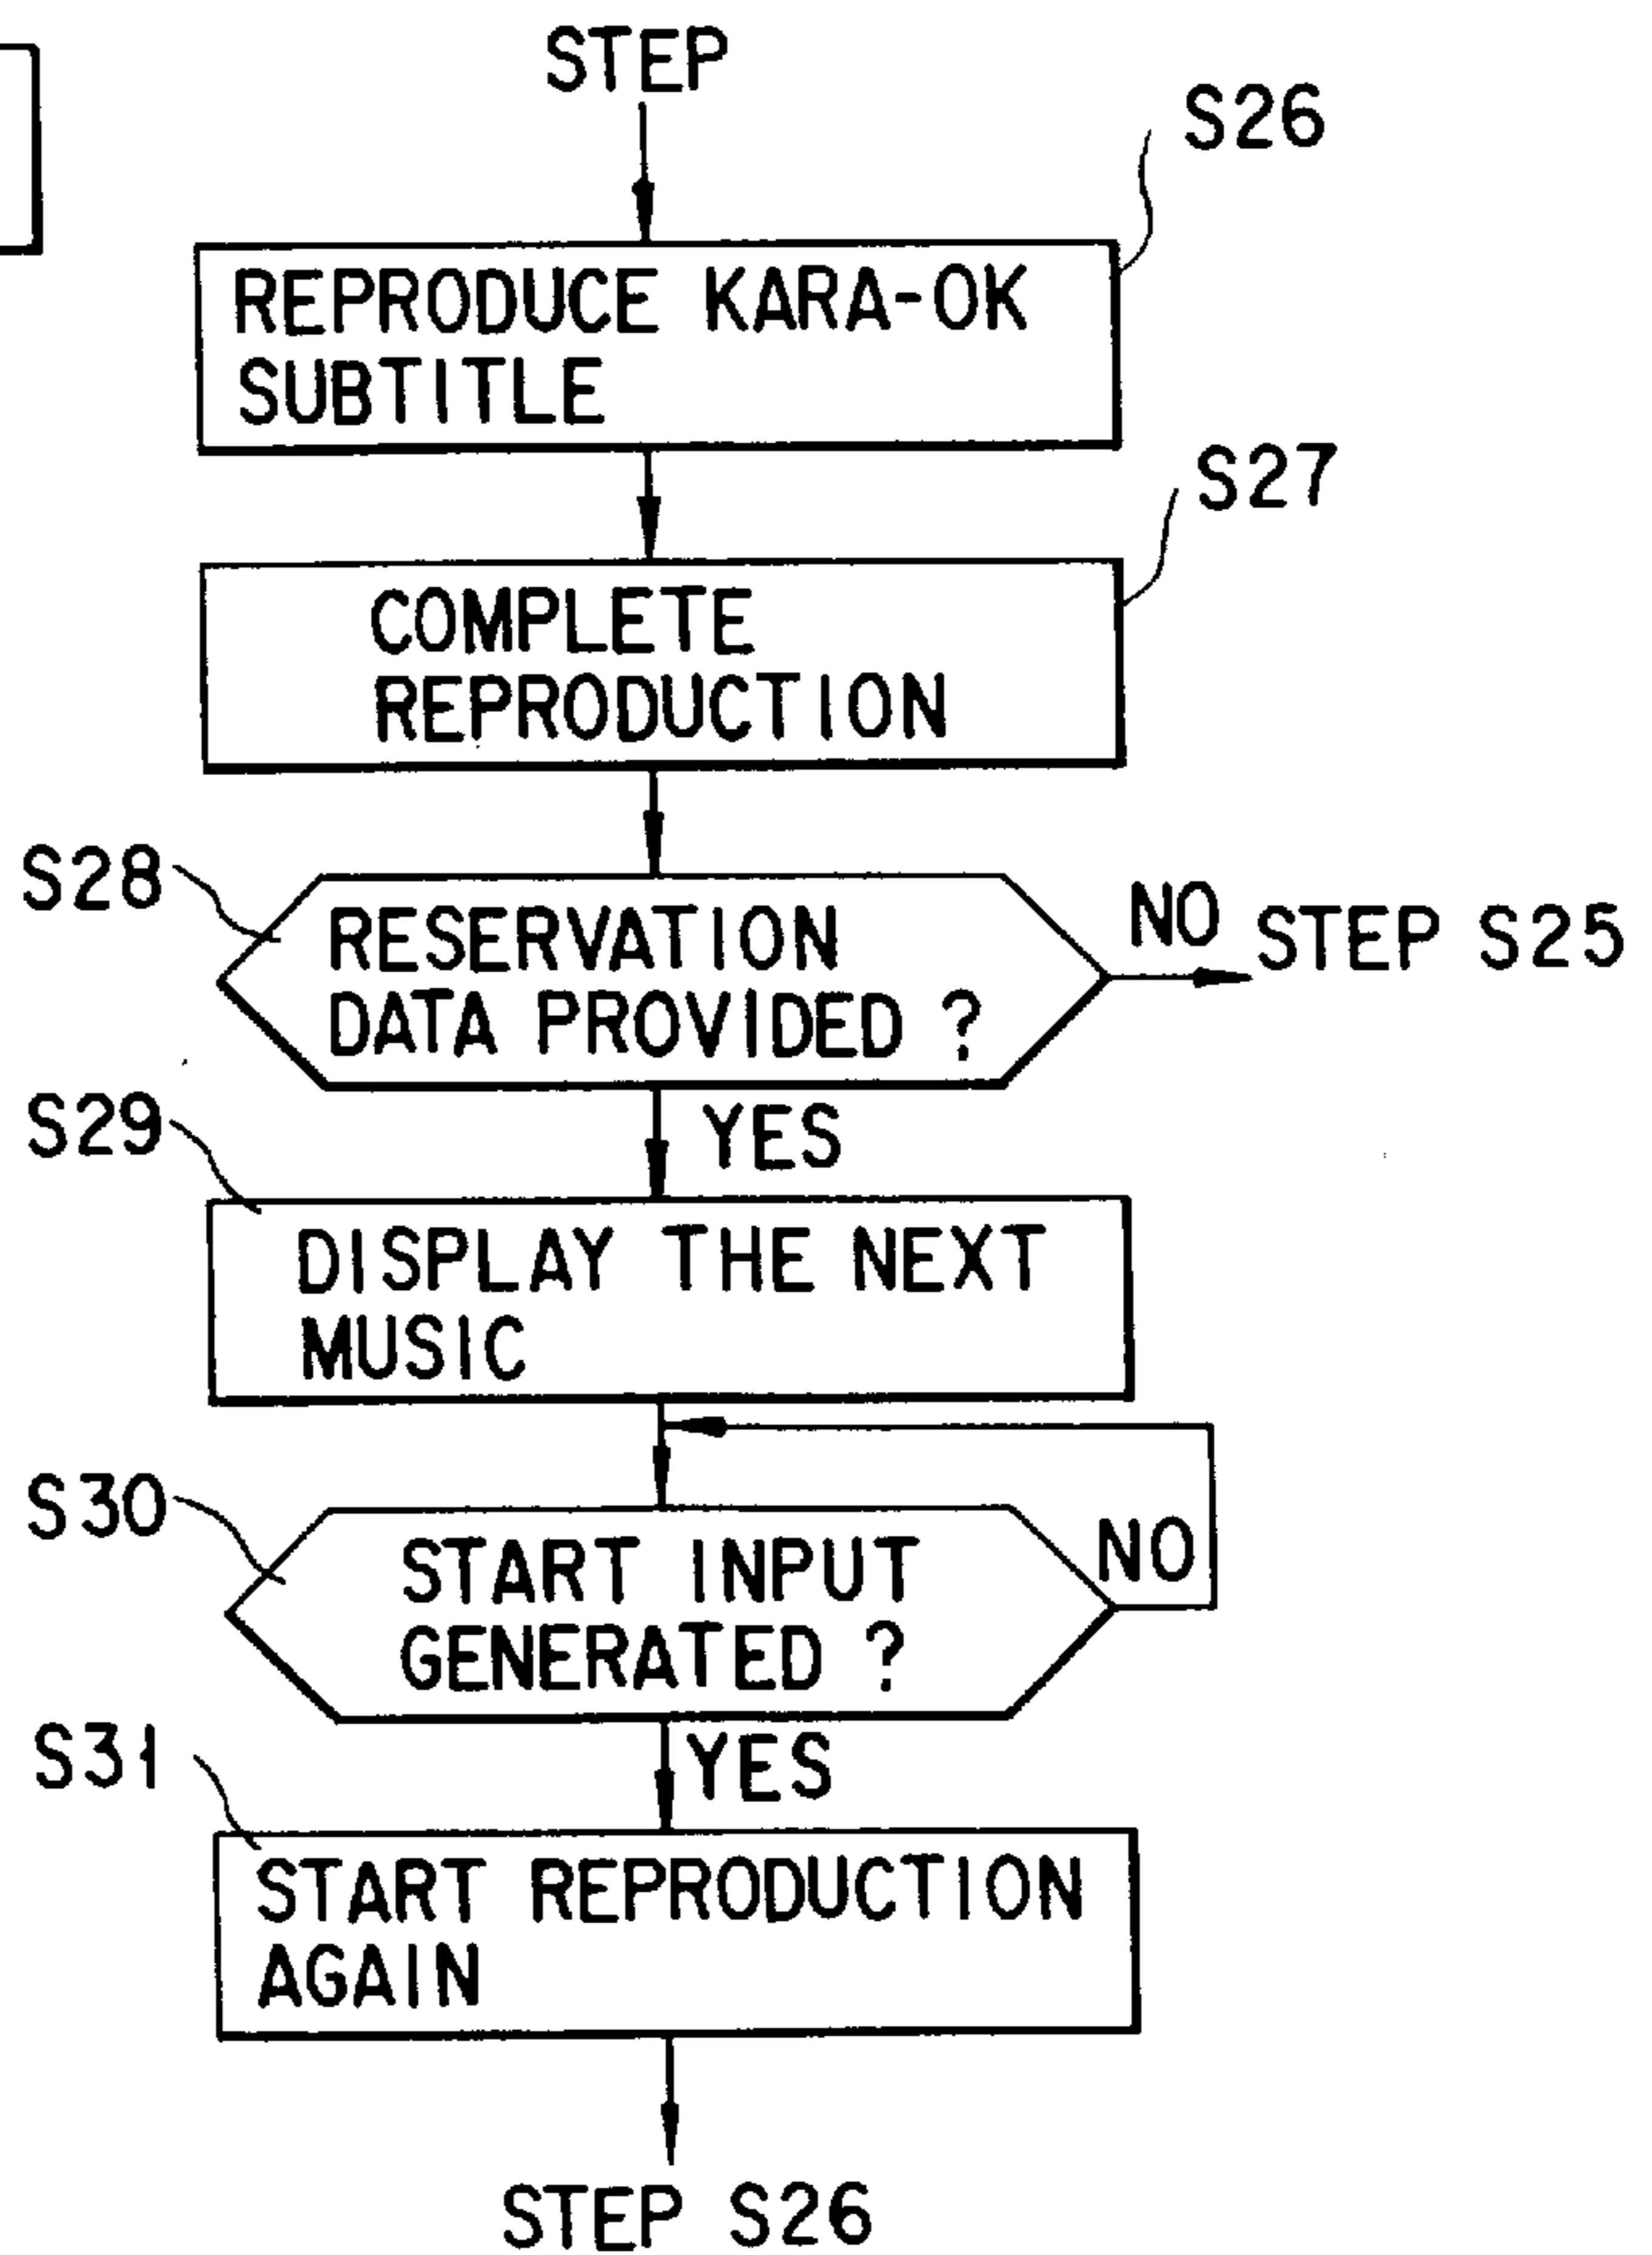 STEP
S26
REPRODUCE KARA-OK
SUBTITLE
S27
COMPLETE
REPRODUCTION
S28
RESERVATION
DATA PROVIDED ?
NO
STEP S25
YES
S29
DISPLAY THE NEXT
MUSIC
S30
START INPUT
GENERATED ?
NO
YES
S31
START REPRODUCTION
AGAIN
STEP S26